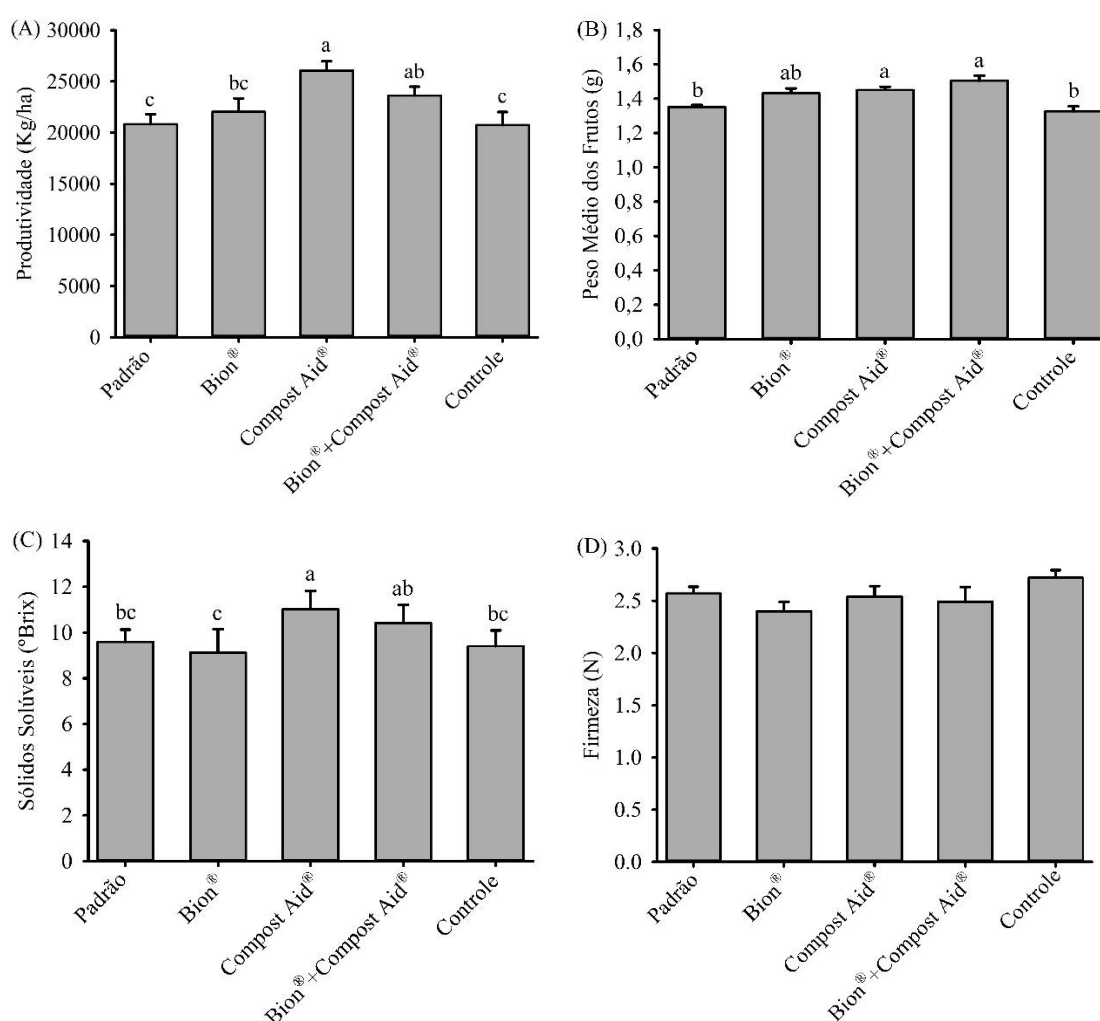 (A)
Produtividade (Kg/ha)
30000
25000
20000
15000
10000
5000
0
c
bc
a
ab
c
Padrão
Bion®
Compost Aid®
Bion®+Compost Aid®
Controle
(B)
Peso Médio dos Frutos (g)
1,8
1,6
1,4
1,2
1,0
0,8
0,6
0,4
0,2
0,0
b
ab
a
a
b
Padrão
Bion®
Compost Aid®
Bion®+Compost Aid®
Controle
(C)
Sólidos Solúveis (ºBrix)
14
12
10
8
6
4
2
0
bc
c
a
ab
bc
Padrão
Bion®
Compost Aid®
Bion®+Compost Aid®
Controle
(D)
Firmeza (N)
3.0
2.5
2.0
1.5
1.0
0.5
0.0
Padrão
Bion®
Compost Aid®
Bion®+Compost Aid®
Controle